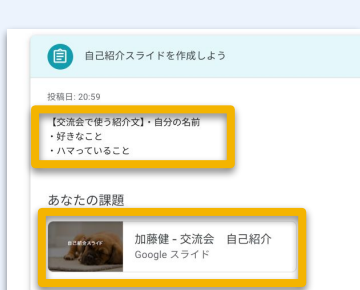 自己紹介スライドを作成しよう
投稿日: 20:59
【交流会で使う紹介文】・自分の名前
・好きなこと
・ハマっていること
あなたの課題
自己紹介スライド
加藤健 - 交流会　自己紹介
Google スライド